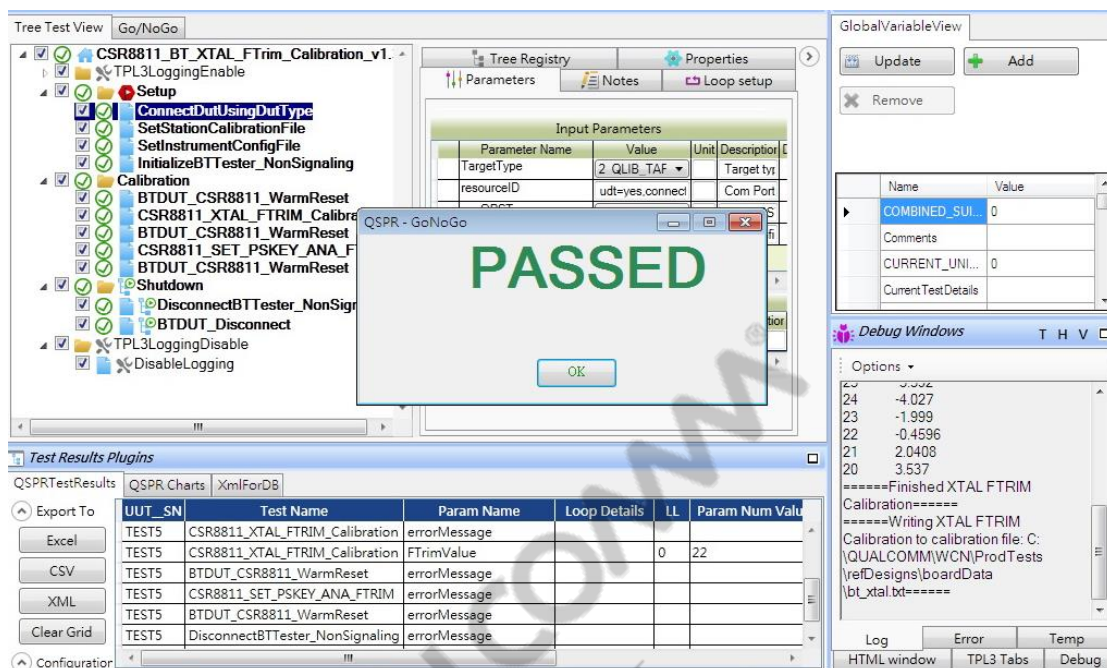 Tree Test View
Go/NoGo
CSR8811_BT_XTAL_FTrim_Calibration_v1.
TPL3LoggingEnable
Setup
ConnectDutUsingDutType
SetStationCalibrationFile
SetInstrumentConfigFile
InitializeBTTester_NonSignaling
Calibration
BTDUT_CSR8811_WarmReset
CSR8811_XTAL_FTRIM_Calibra
BTDUT_CSR8811_WarmReset
CSR8811_SET_PSKEY_ANA_F
BTDUT_CSR8811_WarmReset
Shutdown
DisconnectBTTester_NonSigr
BTDUT_Disconnect
TPL3LoggingDisable
DisableLogging
Tree Registry
Properties
Parameters
Notes
Loop setup
Input Parameters
Parameter Name Value Unit Description D
TargetType 2 QLIB_TAF Target typ
resourceID udt=yes,connect Com Port
QSPR - GoNoGo
PASSED
OK
GlobalVariableView
Update
Add
Remove
Name Value
COMBINED_SUI... 0
Comments
CURRENT_UNI... 0
CurrentTestDetails
Debug Windows T H V
Options
24 -4.027
23 -1.999
22 -0.4596
21 2.0408
20 3.537
======Finished XTAL FTRIM
Calibration======
======Writing XTAL FTRIM
Calibration to calibration file: C:
\QUALCOMM\WCN\ProdTests
\refDesigns\boardData
\bt_xtal.txt======
Log
Error
Temp
HTML window
TPL3 Tabs
Debug
Test Results Plugins
QSPRTestResults
QSPR Charts
XmlForDB
Export To
Excel
CSV
XML
Clear Grid
Configuration
UUT_SN Test Name Param Name Loop Details LL Param Num Valu
TEST5 CSR8811_XTAL_FTRIM_Calibration errorMessage
TEST5 CSR8811_XTAL_FTRIM_Calibration FTrimValue 0 22
TEST5 BTDUT_CSR8811_WarmReset errorMessage
TEST5 CSR8811_SET_PSKEY_ANA_FTRIM errorMessage
TEST5 BTDUT_CSR8811_WarmReset errorMessage
TEST5 DisconnectBTTester_NonSignaling errorMessage